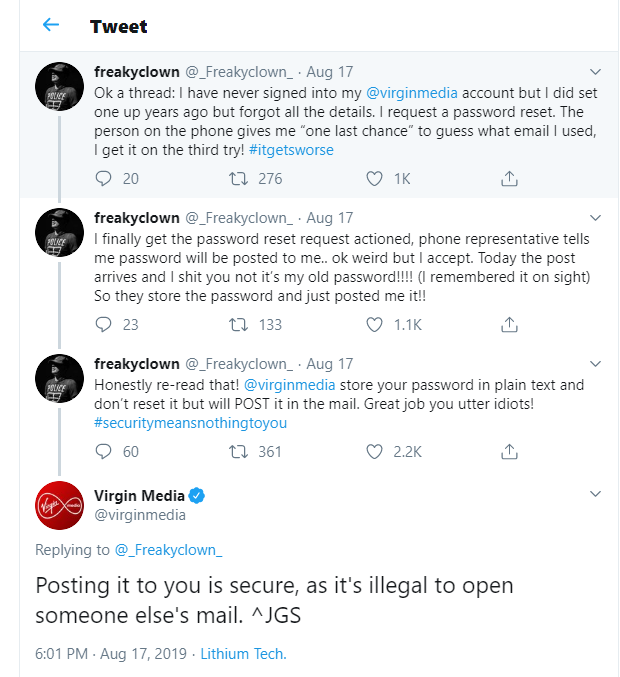 Tweet
freakyclown @_Freakyclown_ · Aug 17
Ok a thread: I have never signed into my @virginmedia account but I did set
one up years ago but forgot all the details. I request a password reset. The
person on the phone gives me “one last chance” to guess what email I used,
I get it on the third try! #itgetsworse
20 276 1K
freakyclown @_Freakyclown_ · Aug 17
I finally get the password reset request actioned, phone representative tells
me password will be posted to me.. ok weird but I accept. Today the post
arrives and I shit you not it’s my old password!!!! (I remembered it on sight)
So they store the password and just posted me it!!
23 133 1.1K
freakyclown @_Freakyclown_ · Aug 17
Honestly re-read that! @virginmedia store your password in plain text and
don’t reset it but will POST it in the mail. Great job you utter idiots!
#securitymeansnothingtoyou
60 361 2.2K
Virgin Media
@virginmedia
Replying to @_Freakyclown_
Posting it to you is secure, as it's illegal to open
someone else's mail. ^JGS
6:01 PM · Aug 17, 2019 · Lithium Tech.
POLICE
POLICE
POLICE
Virgin media